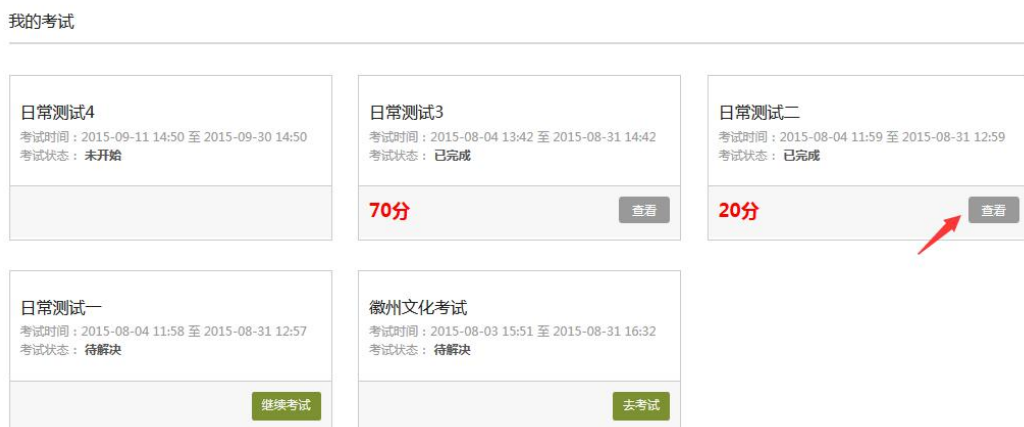 我的考试
日常测试4
考试时间：2015-09-11 14:50 至 2015-09-30 14:50
考试状态： 未开始
日常测试3
考试时间：2015-08-04 13:42 至 2015-08-31 14:42
考试状态： 已完成
70分
查看
日常测试二
考试时间：2015-08-04 11:59 至 2015-08-31 12:59
考试状态： 已完成
20分
查看
日常测试一
考试时间：2015-08-04 11:58 至 2015-08-31 12:57
考试状态： 待解决
继续考试
徽州文化考试
考试时间：2015-08-03 15:51 至 2015-08-31 16:32
考试状态： 待解决
去考试